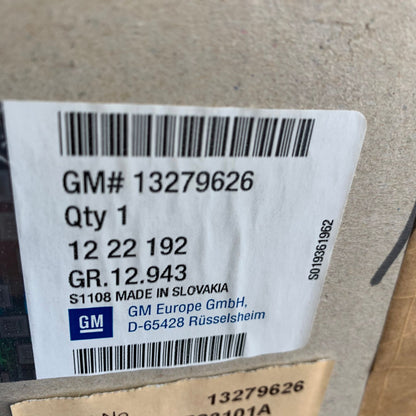 GM# 13279626
Qty 1
12 22 192
GR.12.943
S1108 MADE IN SLOVAKIA
GM
GM Europe GmbH,
D-65428 Rüsselsheim
S019361962
13279626